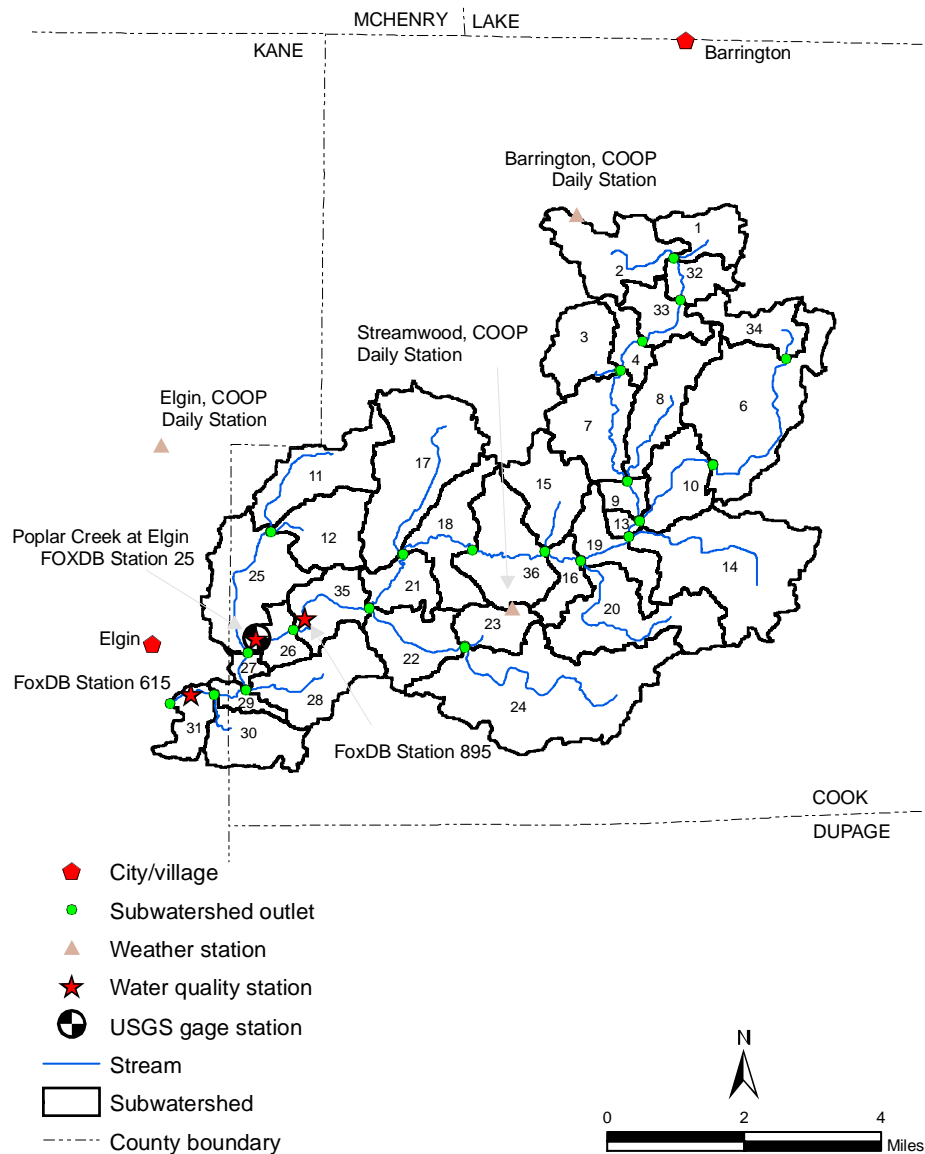 MCHENRY LAKE
KANE
Barrington
Barrington, COOP
Daily Station
1
2
32
33
34
3
Streamwood, COOP
Daily Station
4
8
6
Elgin, COOP
Daily Station
7
17
11
15
10
9
18
13
12
19
Poplar Creek at Elgin
FOXDB Station 25
25
36
16
14
35
21
20
23
Elgin
26
22
27
FoxDB Station 615
28
29
24
31
30
FoxDB Station 895
COOK
DUPAGE
City/village
Subwatershed outlet
Weather station
Water quality station
USGS gage station
Stream
Subwatershed
County boundary
N
0 2 4
Miles